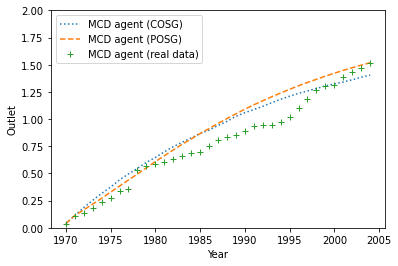 2.00
1.75
1.50
1.25
1.00
0.75
0.50
0.25
0.00
Outlet
MCD agent (COSG)
MCD agent (POSG)
MCD agent (real data)
1970 1975 1980 1985 1990 1995 2000 2005
Year